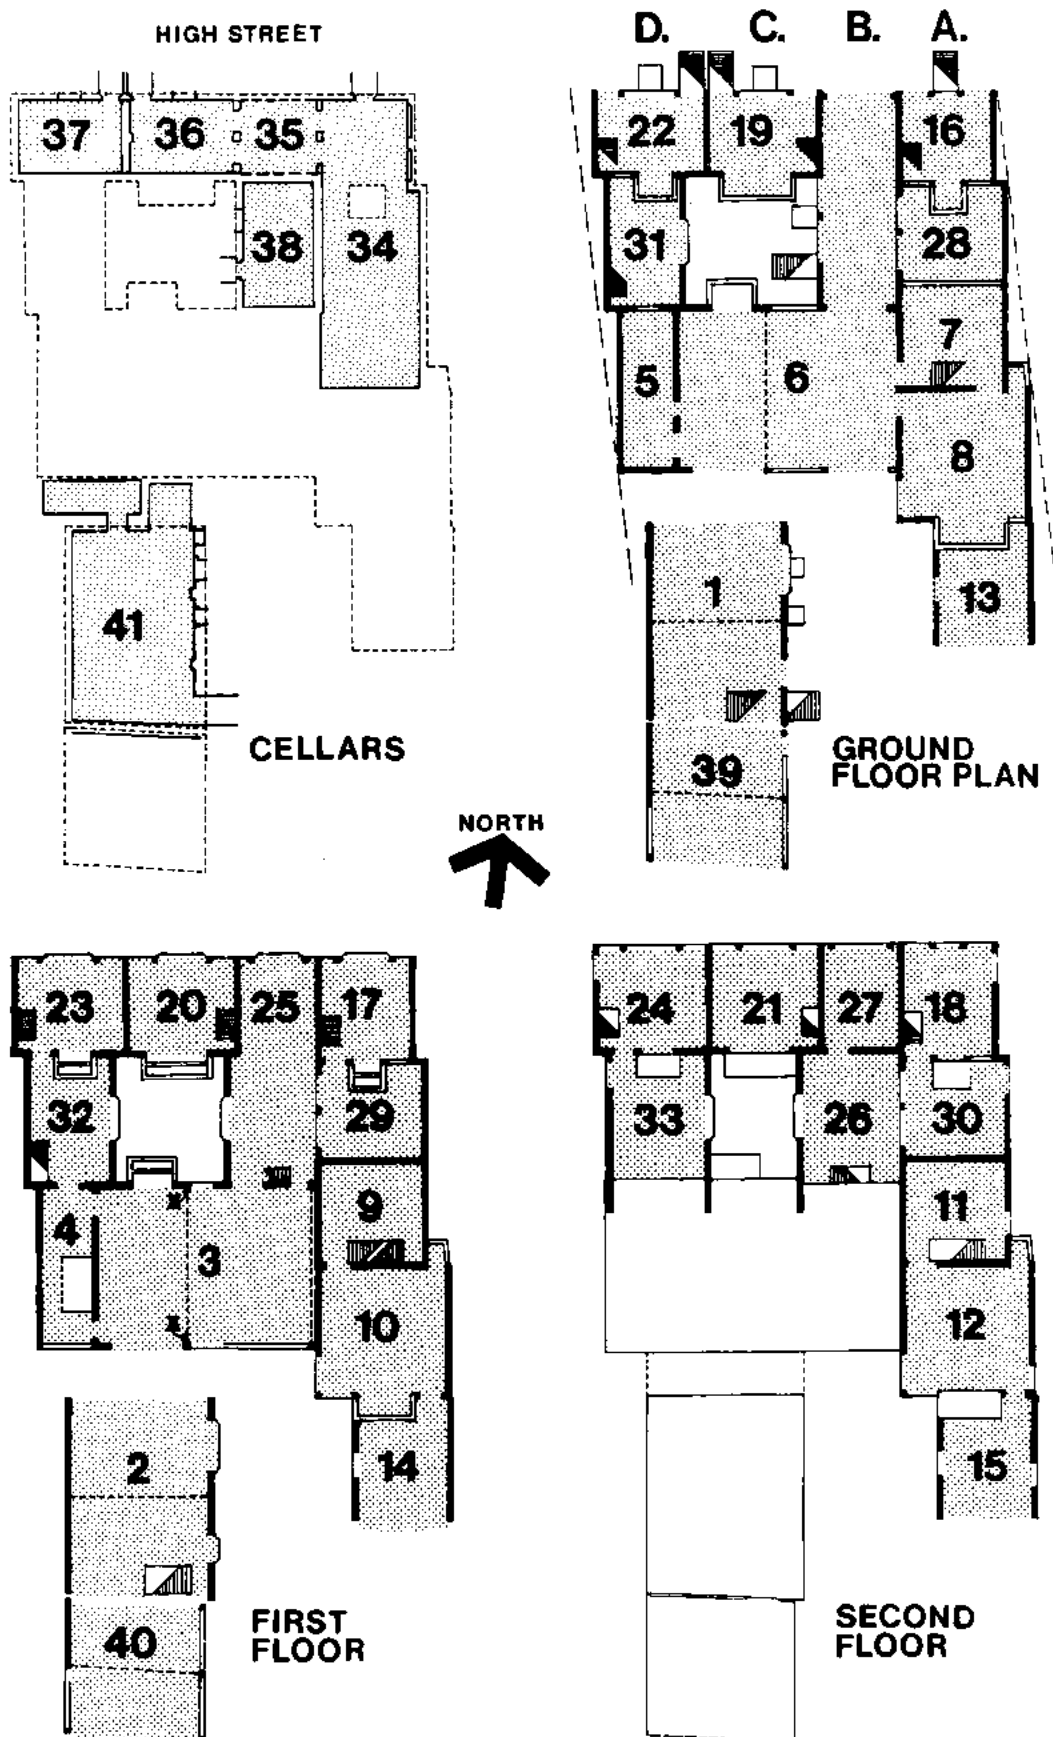 HIGH STREET
37 36 35
38 34
41
CELLARS
D. C. B. A.
22 19 16
31 28
7
5 6
8
1 13
39
GROUND
FLOOR PLAN
NORTH
23 20 25 17
32 29
4 9
3
10
2 14
40
FIRST
FLOOR
24 21 27 18
33 26 30
11
12
15
SECOND
FLOOR